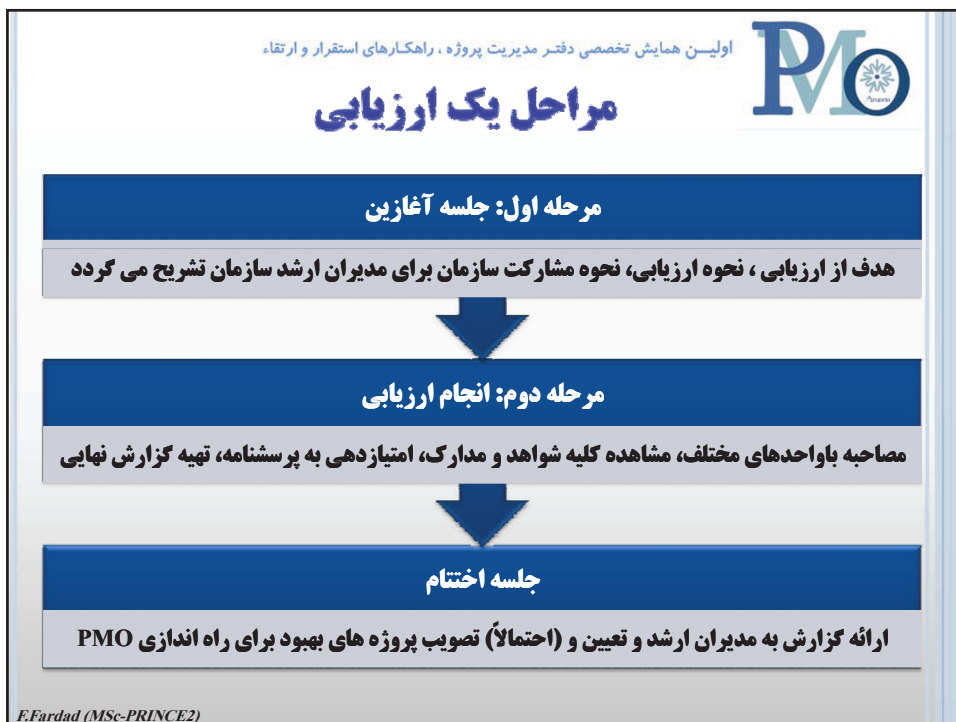 اولیــن همایش تخصصی دفتـر مدیریت پروژه ، راهکـارهای استقرار و ارتقاء
PMO
Ariana
مراحل یک ارزیابی
مرحله اول: جلسه آغازین
هدف از ارزیابی ، نحوه ارزیابی، نحوه مشارکت سازمان برای مدیران ارشد سازمان تشریح می گردد
مرحله دوم: انجام ارزیابی
مصاحبه باواحدهای مختلف، مشاهده کلیه شواهد و مدارک، امتیازدهی به پرسشنامه، تهیه گزارش نهایی
جلسه اختتام
ارائه گزارش به مدیران ارشد و تعیین و (احتمالاً) تصویب پروژه های بهبود برای راه اندازی PMO
F.Fardad (MSc-PRINCE2)